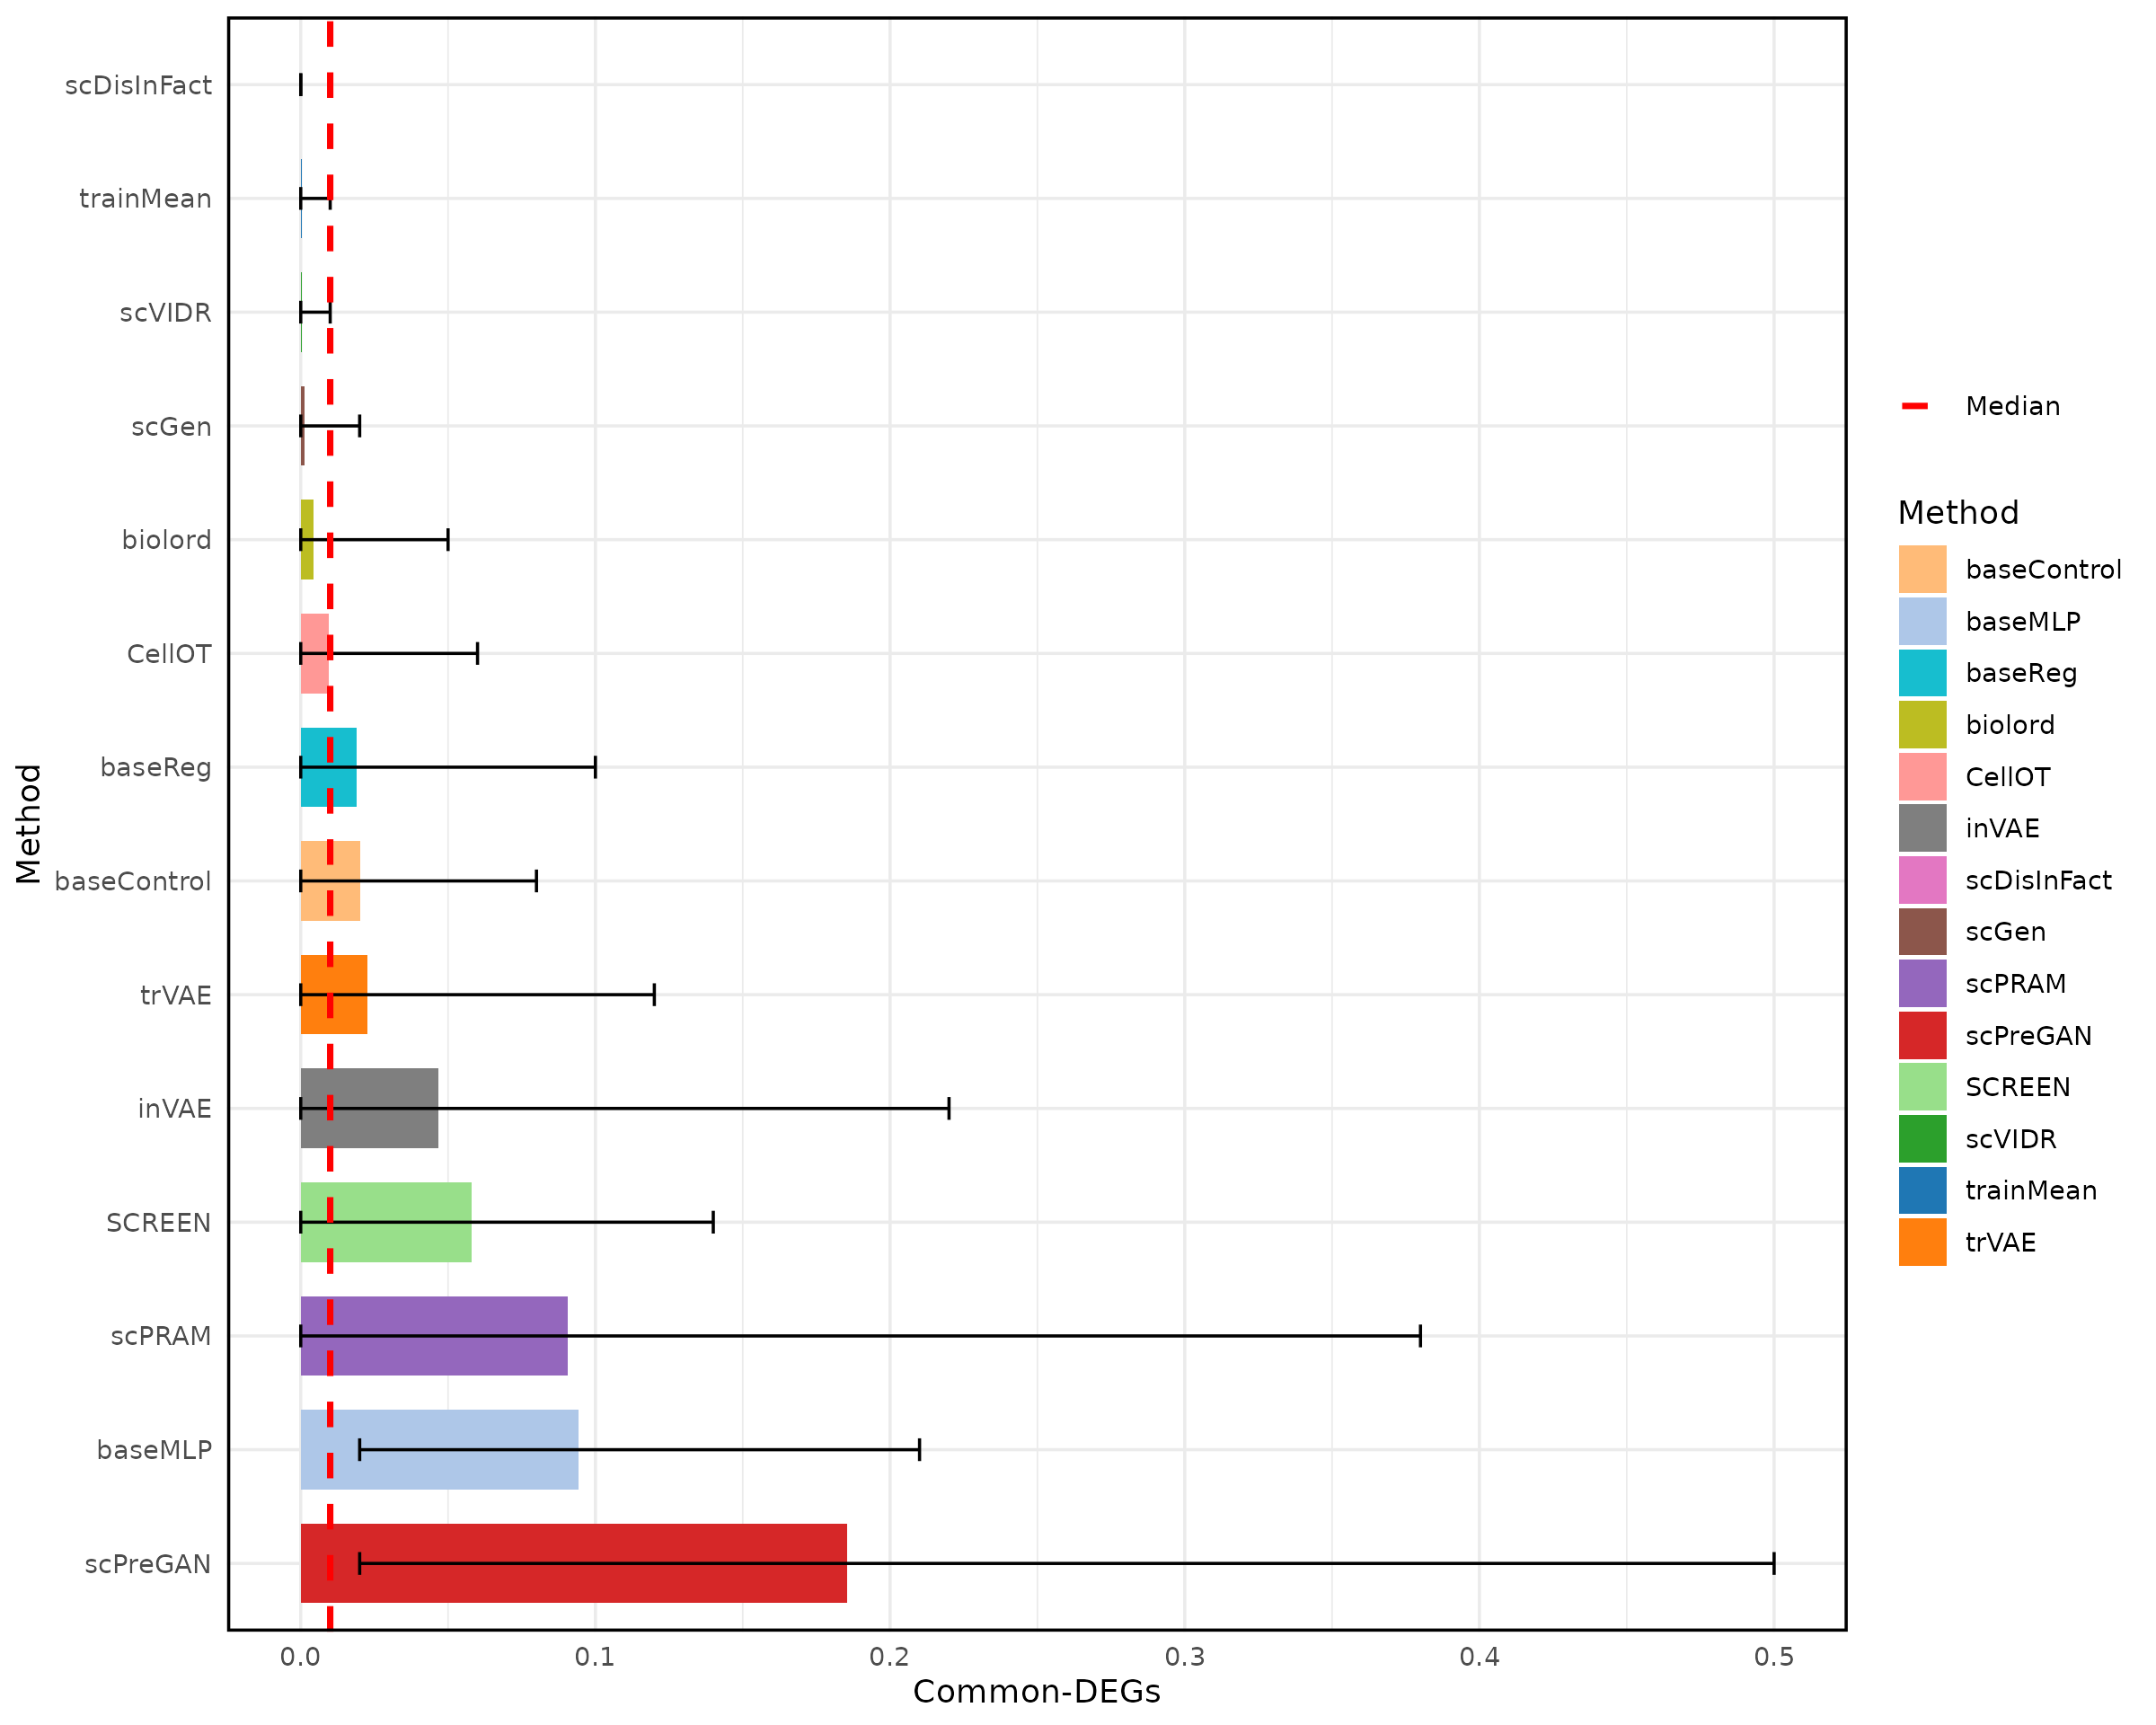 scDisInFact
trainMean
scVIDR
scGen
biolord
CellOT
baseReg
baseControl
trVAE
inVAE
SCREEN
scPRAM
baseMLP
scPreGAN
Method
0.0 0.1 0.2 0.3 0.4 0.5
Common-DEGs
Median
Method
baseControl
baseMLP
baseReg
biolord
CellOT
inVAE
scDisInFact
scGen
scPRAM
scPreGAN
SCREEN
scVIDR
trainMean
trVAE